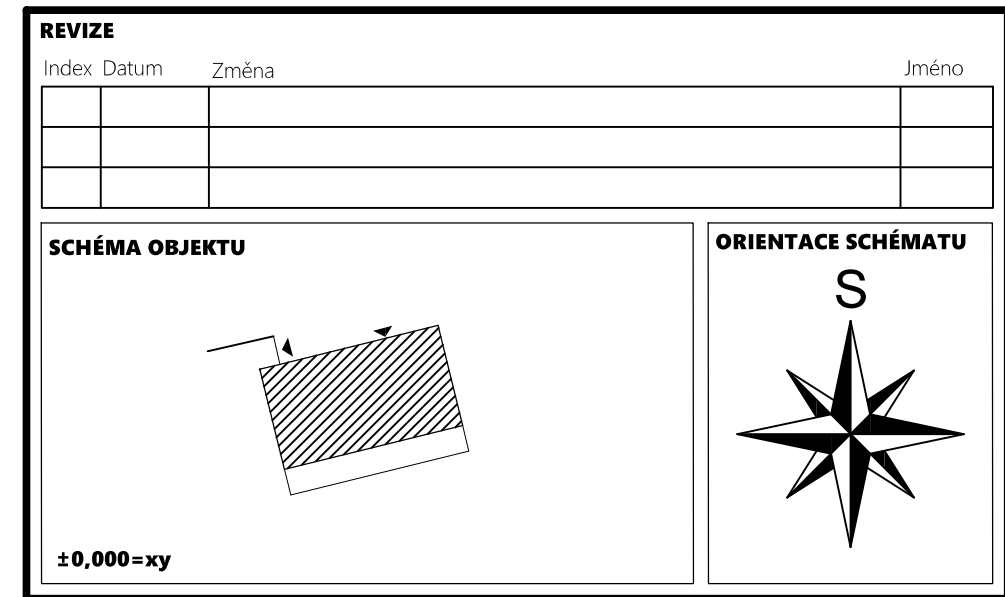 REVIZE
Index Datum Změna Jméno
SCHÉMA OBJEKTU
ORIENTACE SCHÉMATU
S
±0,000=xy